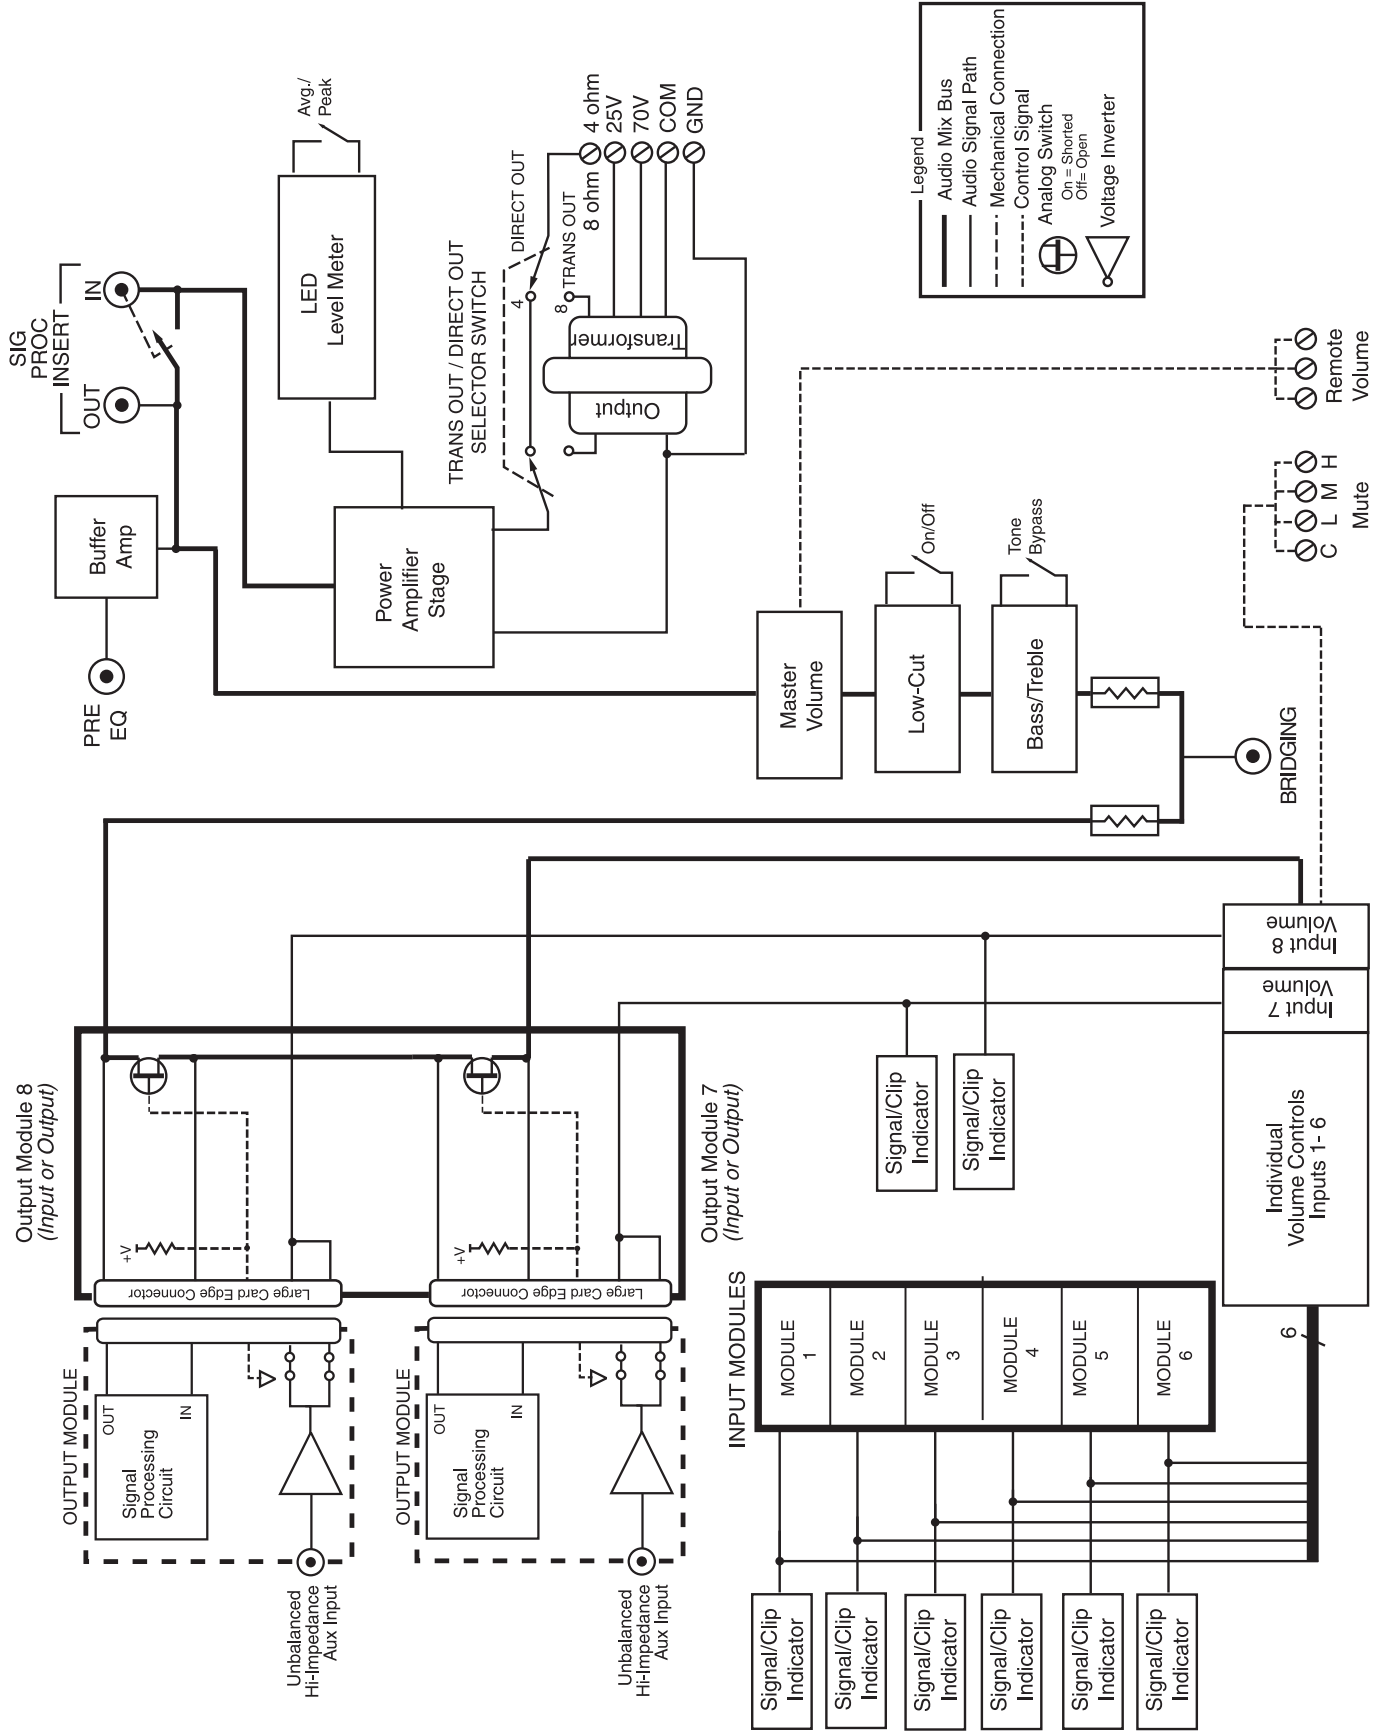 Output Module 8
(Input or Output)
OUTPUT MODULE
Signal
Processing
Circuit
OUT
IN
Unbalanced
Hi-Impedance
Aux Input
Large Card Edge Connector
+V
Output Module 7
(Input or Output)
OUTPUT MODULE
Signal
Processing
Circuit
OUT
IN
Unbalanced
Hi-Impedance
Aux Input
Large Card Edge Connector
+V
INPUT MODULES
MODULE
1
MODULE
2
MODULE
3
MODULE
4
MODULE
5
MODULE
6
Signal/Clip
Indicator
Signal/Clip
Indicator
Signal/Clip
Indicator
Signal/Clip
Indicator
Signal/Clip
Indicator
Signal/Clip
Indicator
Signal/Clip
Indicator
Signal/Clip
Indicator
6
Individual
Volume Controls
Inputs 1- 6
Input 7
Volume
Input 8
Volume
BRIDGING
Bass/Treble
Tone
Bypass
Low-Cut
On/Off
Master
Volume
C
L
M
H
Mute
Remote
Volume
PRE
EQ
Buffer
Amp
SIG
PROC
INSERT
OUT
IN
Power
Amplifier
Stage
LED
Level Meter
Avg./
Peak
TRANS OUT / DIRECT OUT
SELECTOR SWITCH
DIRECT OUT
4
TRANS OUT
8
Output
Transformer
8 ohm
4 ohm
25V
70V
COM
GND
Legend
Audio Mix Bus
Audio Signal Path
Mechanical Connection
Control Signal
Analog Switch
On = Shorted
Off= Open
Voltage Inverter